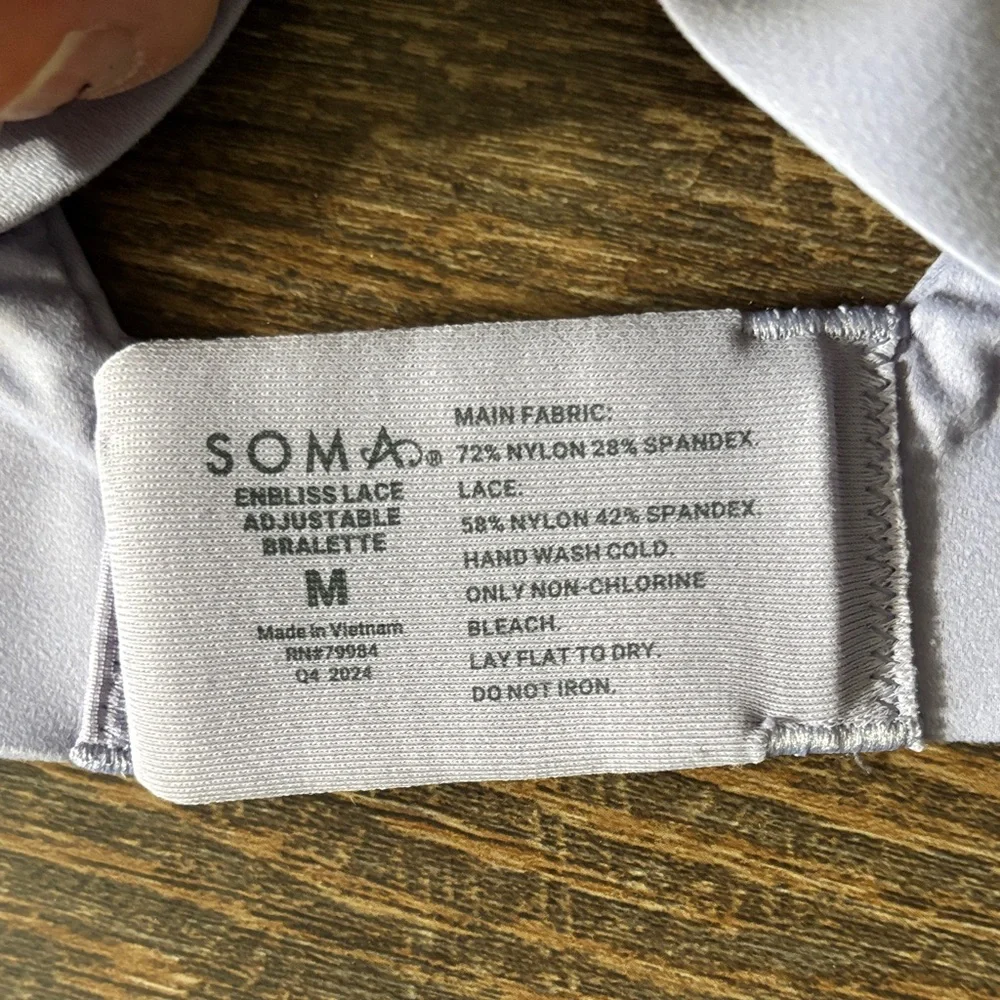 SOMA®
ENBLISS LACE
ADJUSTABLE
BRALETTE
M
Made in Vietnam
RN#79984
Q4 2024
MAIN FABRIC:
72% NYLON 28% SPANDEX.
LACE:
58% NYLON 42% SPANDEX.
HAND WASH COLD.
ONLY NON-CHLORINE
BLEACH.
LAY FLAT TO DRY.
DO NOT IRON.